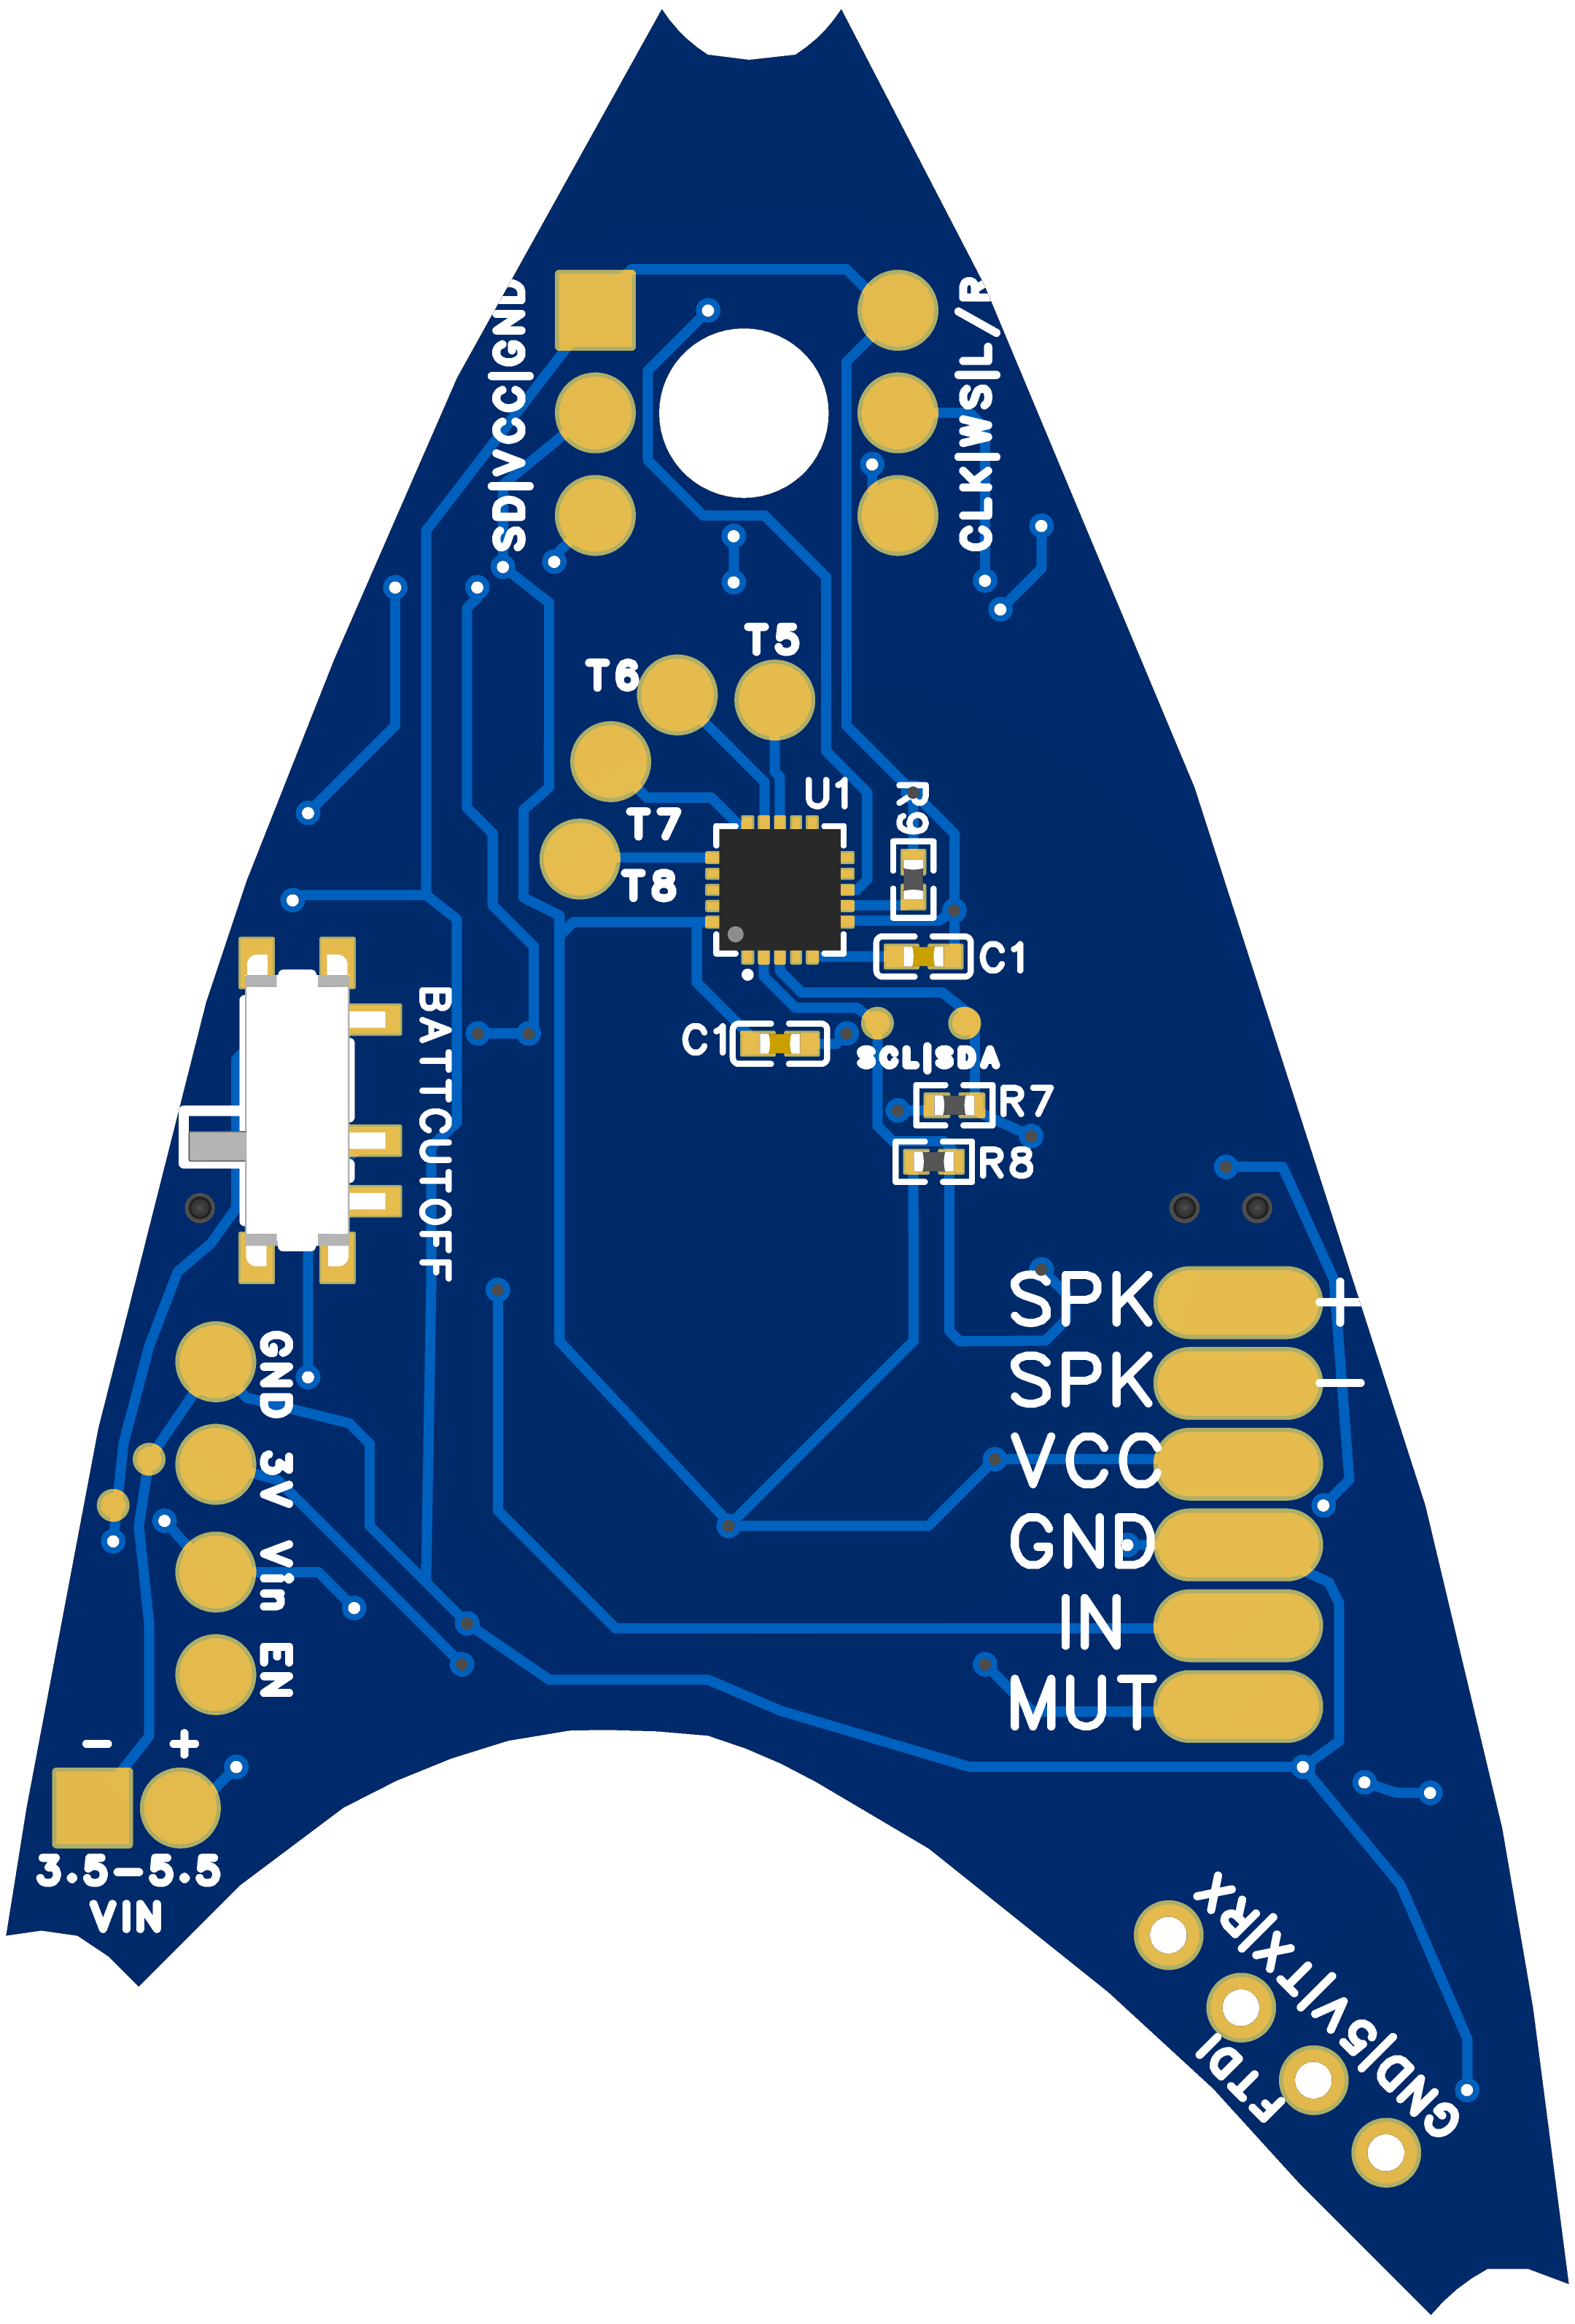 SD|VCC|GND
CLK|WS|L/R
T5
T6
T7
T8
U1
R6
C1
C1
SCL|SDA
R7
R8
BATTCUTOFF
SPK +
SPK -
VCC
GND
IN
MUT
GND
3V
Vin
EN
- +
3.5-5.5
VIN
GND|5V|TX|RX
FTDI